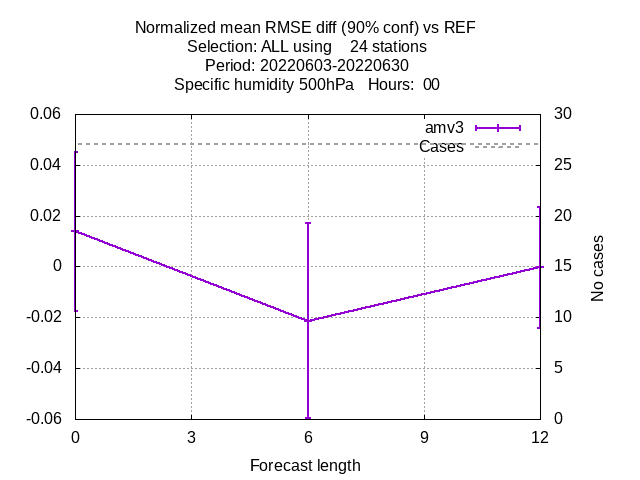 Normalized mean RMSE diff (90% conf) vs REF
Selection: ALL using    24 stations
Period: 20220603-20220630
Specific humidity 500hPa   Hours:  00
0.06
0.04
0.02
0
-0.02
-0.04
-0.06
amv3
Cases
30
25
20
15
10
5
0
No cases
0 3 6 9 12
Forecast length